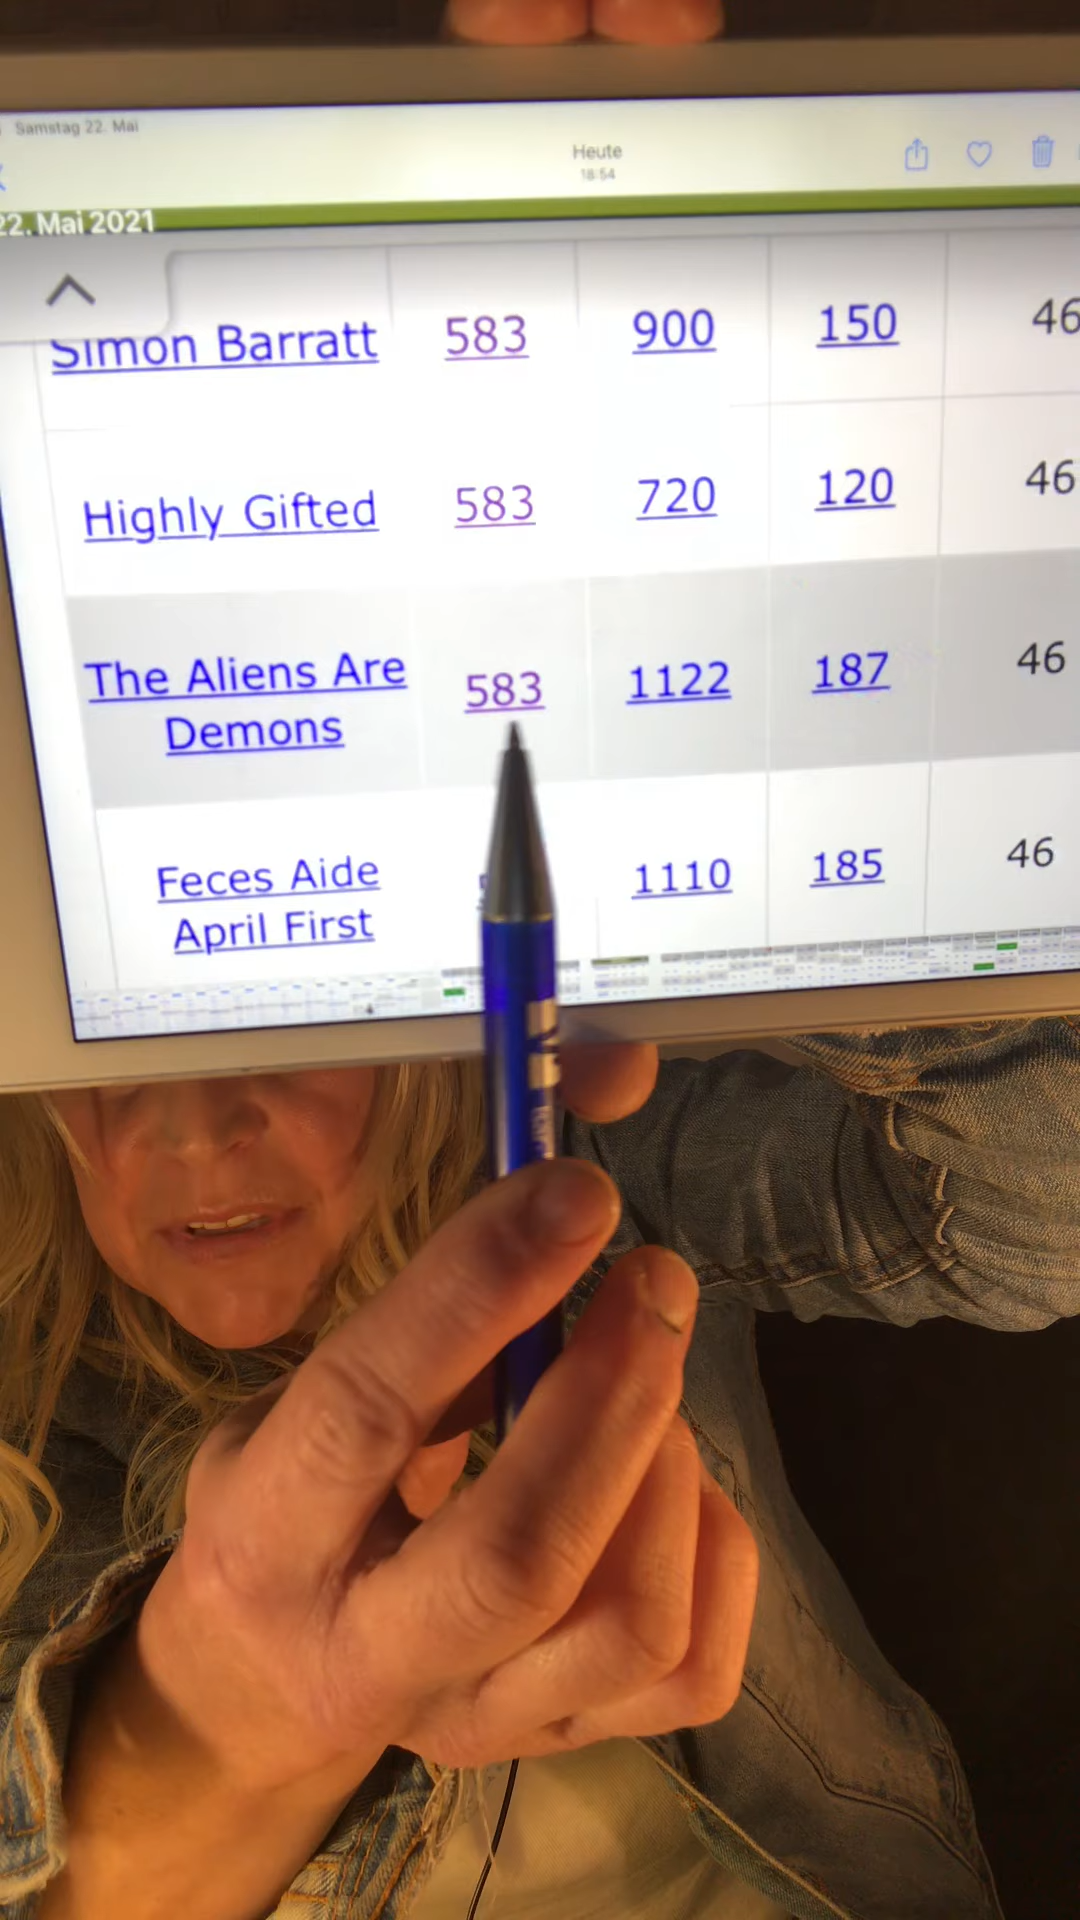 Samstag 22. Mai
Heute
18:54
22. Mai 2021
Simon Barratt 583 900 150 46
Highly Gifted 583 720 120 46
The Aliens Are
Demons 583 1122 187 46
Feces Aide
April First 1110 185 46